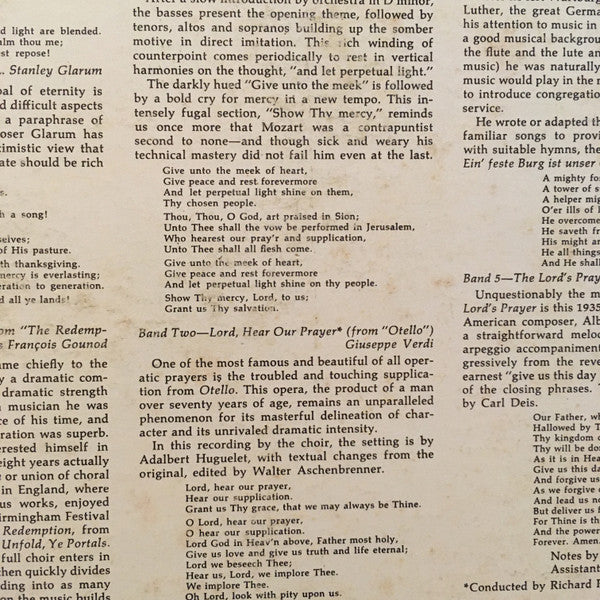 ht and light are blended.
alm thou me;
st repose!
L. Stanley Glarum
oal of eternity is
d difficult aspects
a paraphrase of
oser Glarum has
timistic view that
ate should be rich
s.
h a song!
selves;
of His pasture.
th thanksgiving.
mercy is everlasting;
eration to generation.
d all ye lands!
om "The Redemp-
s François Gounod
ame chiefly to the
y a dramatic com-
dramatic strength
n musician he was
ce of his time, and
ration was superb.
erested himself in
eight years actually
s or union of choral
in England, where
us works, enjoyed
irmingham Festival
Redemption, from
Unfold, Ye Portals.
full choir enters in
then quickly divides
ding into as many
on the music builds
After a slow introduction by orchestra in D minor,
the basses present the opening theme, followed by
tenors, altos and sopranos building up the somber
motive in direct imitation. This rich winding of
counterpoint comes periodically to rest in vertical
harmonies on the thought, "and let perpetual light."
The darkly hued "Give unto the meek" is followed
by a bold cry for mercy in a new tempo. This in-
tensely fugal section, "Show Thy mercy," reminds
us once more that Mozart was a contrapuntist
second to none—and though sick and weary his
technical mastery did not fail him even at the last.
Give unto the meek of heart,
Give peace and rest forevermore
And let perpetual light shine on them,
Thy chosen people.
Thou, Thou, O God, art praised in Sion;
Unto Thee shall the vow be performed in Jerusalem,
Who hearest our pray'r and supplication,
Unto Thee shall all flesh come.
Give unto the meek of heart,
Give peace and rest forevermore
And let perpetual light shine on thy people.
Show Thy mercy, Lord, to us;
Grant us Thy salvation.
Band Two—Lord, Hear Our Prayer* (from "Otello")
Giuseppe Verdi
One of the most famous and beautiful of all oper-
atic prayers is the troubled and touching supplica-
tion from Otello. This opera, the product of a man
over seventy years of age, remains an unparalleled
phenomenon for its masterful delineation of char-
acter and its unrivaled dramatic intensity.
In this recording by the choir, the setting is by
Adalbert Huguelet, with textual changes from the
original, edited by Walter Aschenbrenner.
Lord, hear our prayer,
Hear our supplication.
Grant us Thy grace, that we may always be Thine.
O Lord, hear our prayer,
O hear our supplication.
Lord God in Heav'n above, Father most holy,
Give us love and give us truth and life eternal;
Lord we beseech Thee;
Hear us, Lord, we implore Thee.
We implore Thee.
Oh Lord, look with pity upon us.
Luther, the great Germ
his attention to music in
a good musical backgrou
the flute and the lute an
music) he was naturally
music would play in the r
to introduce congregation
service.
He wrote or adapted th
familiar songs to provi
with suitable hymns, the
Ein' feste Burg ist unser
A mighty fo
A tower of s
A helper mig
O'er ills of l
He overcome
He saveth fr
His might ar
He all things
And He shall
Band 5—The Lord's Praye
Unquestionably the m
Lord's Prayer is this 1935
American composer, Alb
a straightforward melod
arpeggio accompaniment
gressively from the reve
earnest "give us this day
of the closing phrases.
by Carl Deis.
Our Father, wh
Hallowed by T
Thy kingdom c
Thy will be don
As it is in Hea
Give us this da
And forgive us
As we forgive o
And lead us no
But deliver us f
For Thine is th
And the power
Forever. Amen.
Notes by
Assistant
*Conducted by Richard P